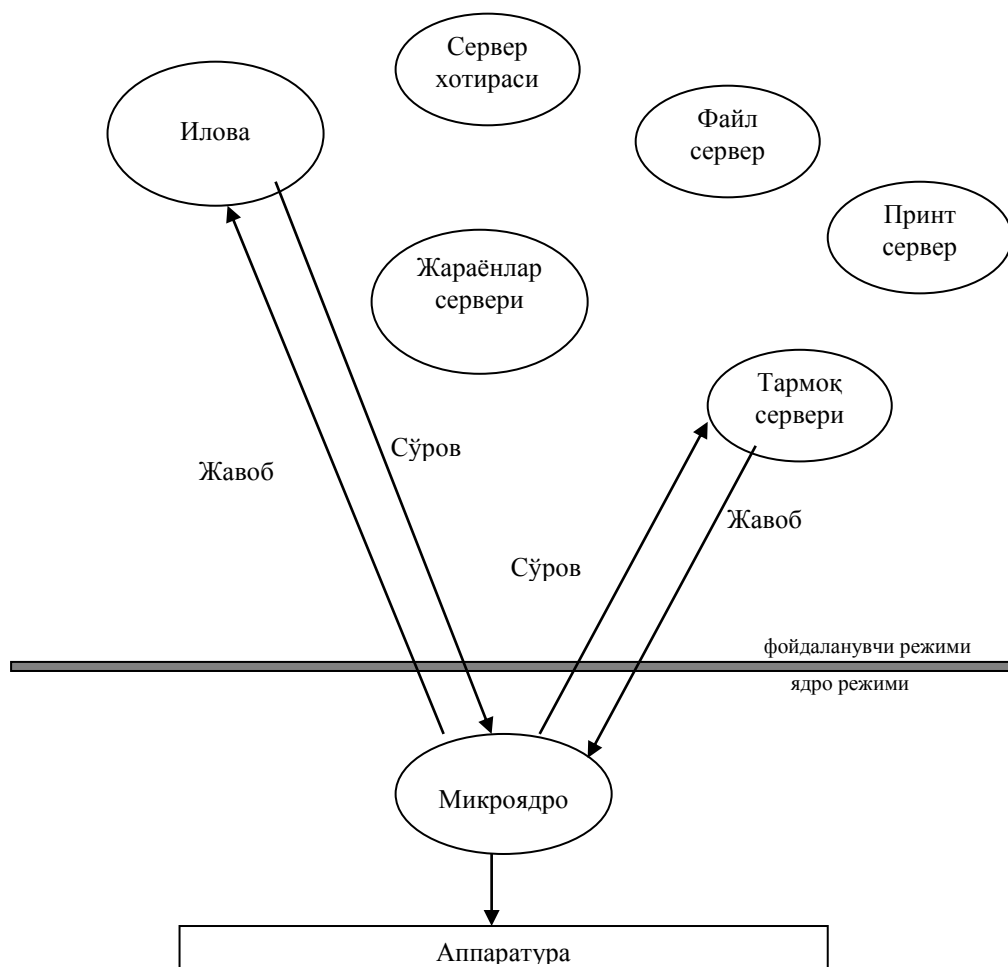 Сервер
хотираси
Илова
Файл
сервер
Принт
сервер
Жараёнлар
сервери
Тармоқ
сервери
Сўров
Жавоб
Жавоб
Сўров
фойдаланувчи режими
ядро режими
Микроядро
Аппаратура